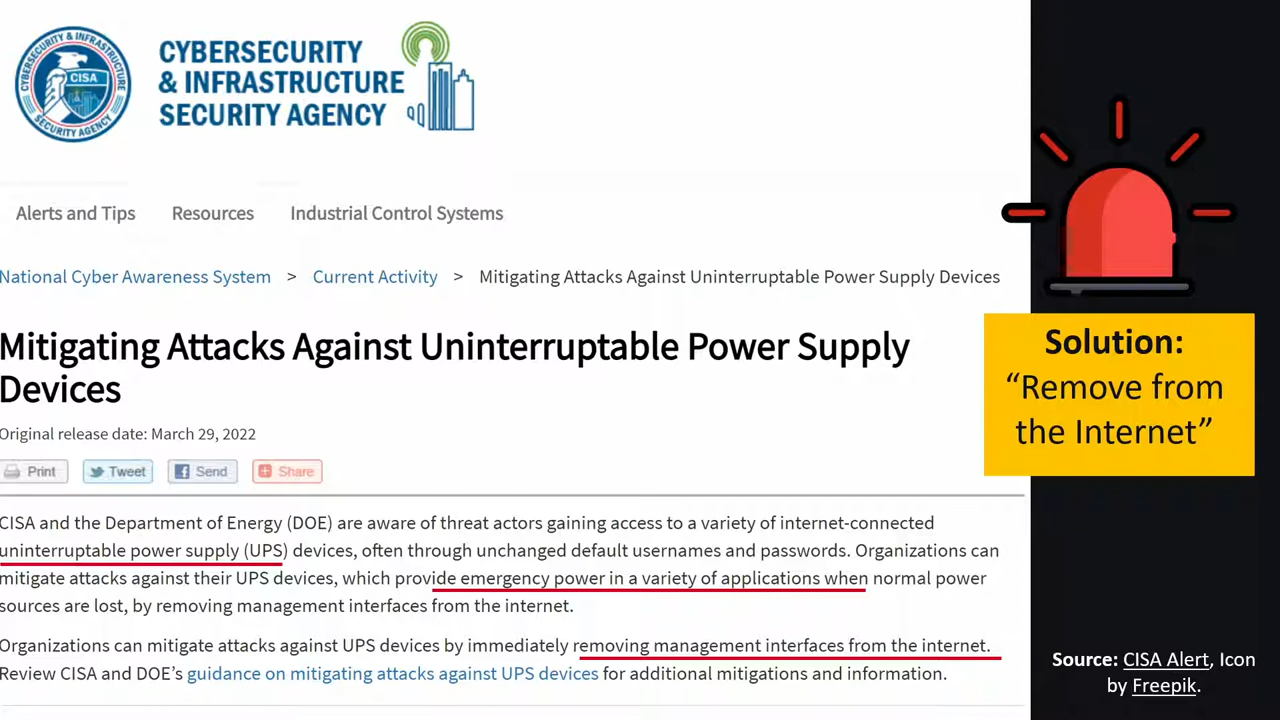 CYBERSECURITY & INFRASTRUCTURE
SECURITY AGENCY
CISA
CYBERSECURITY
& INFRASTRUCTURE
SECURITY AGENCY
Alerts and Tips
Resources
Industrial Control Systems
National Cyber Awareness System > Current Activity > Mitigating Attacks Against Uninterruptable Power Supply Devices
Mitigating Attacks Against Uninterruptable Power Supply
Devices
Original release date: March 29, 2022
Print
Tweet
Send
Share
CISA and the Department of Energy (DOE) are aware of threat actors gaining access to a variety of internet-connected
uninterruptable power supply (UPS) devices, often through unchanged default usernames and passwords. Organizations can
mitigate attacks against their UPS devices, which provide emergency power in a variety of applications when normal power
sources are lost, by removing management interfaces from the internet.
Organizations can mitigate attacks against UPS devices by immediately removing management interfaces from the internet.
Review CISA and DOE’s guidance on mitigating attacks against UPS devices for additional mitigations and information.
Solution:
“Remove from
the Internet”
Source: CISA Alert, Icon
by Freepik.